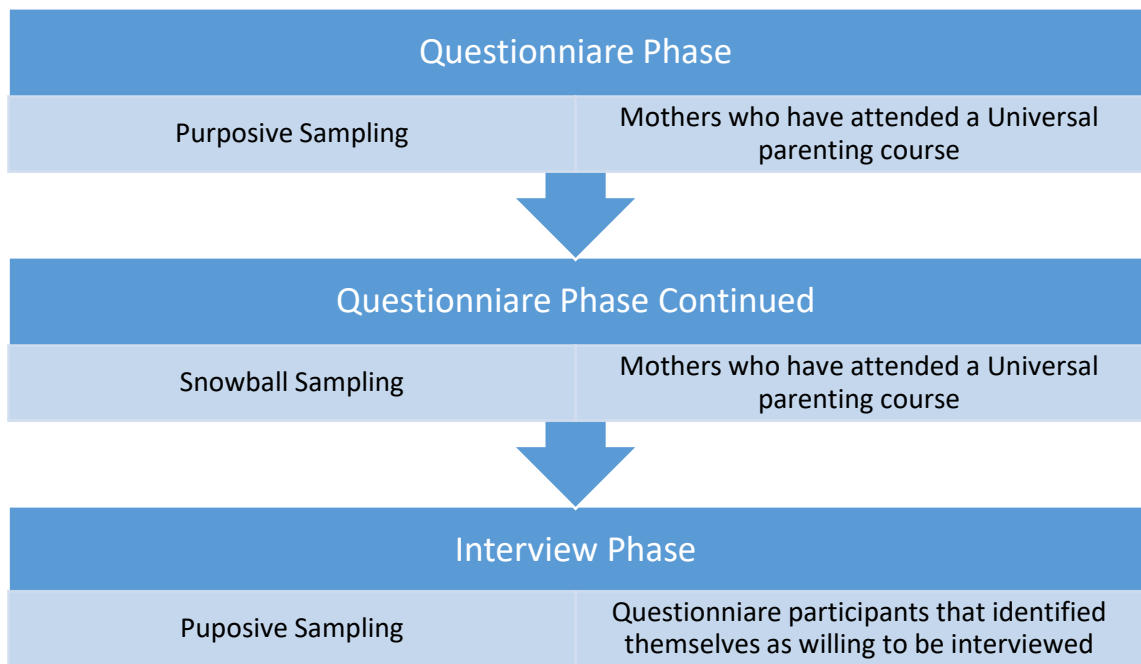 Questionniare Phase
Purposive Sampling
Mothers who have attended a Universal
parenting course
Questionniare Phase Continued
Snowball Sampling
Mothers who have attended a Universal
parenting course
Interview Phase
Puposive Sampling
Questionniare participants that identified
themselves as willing to be interviewed